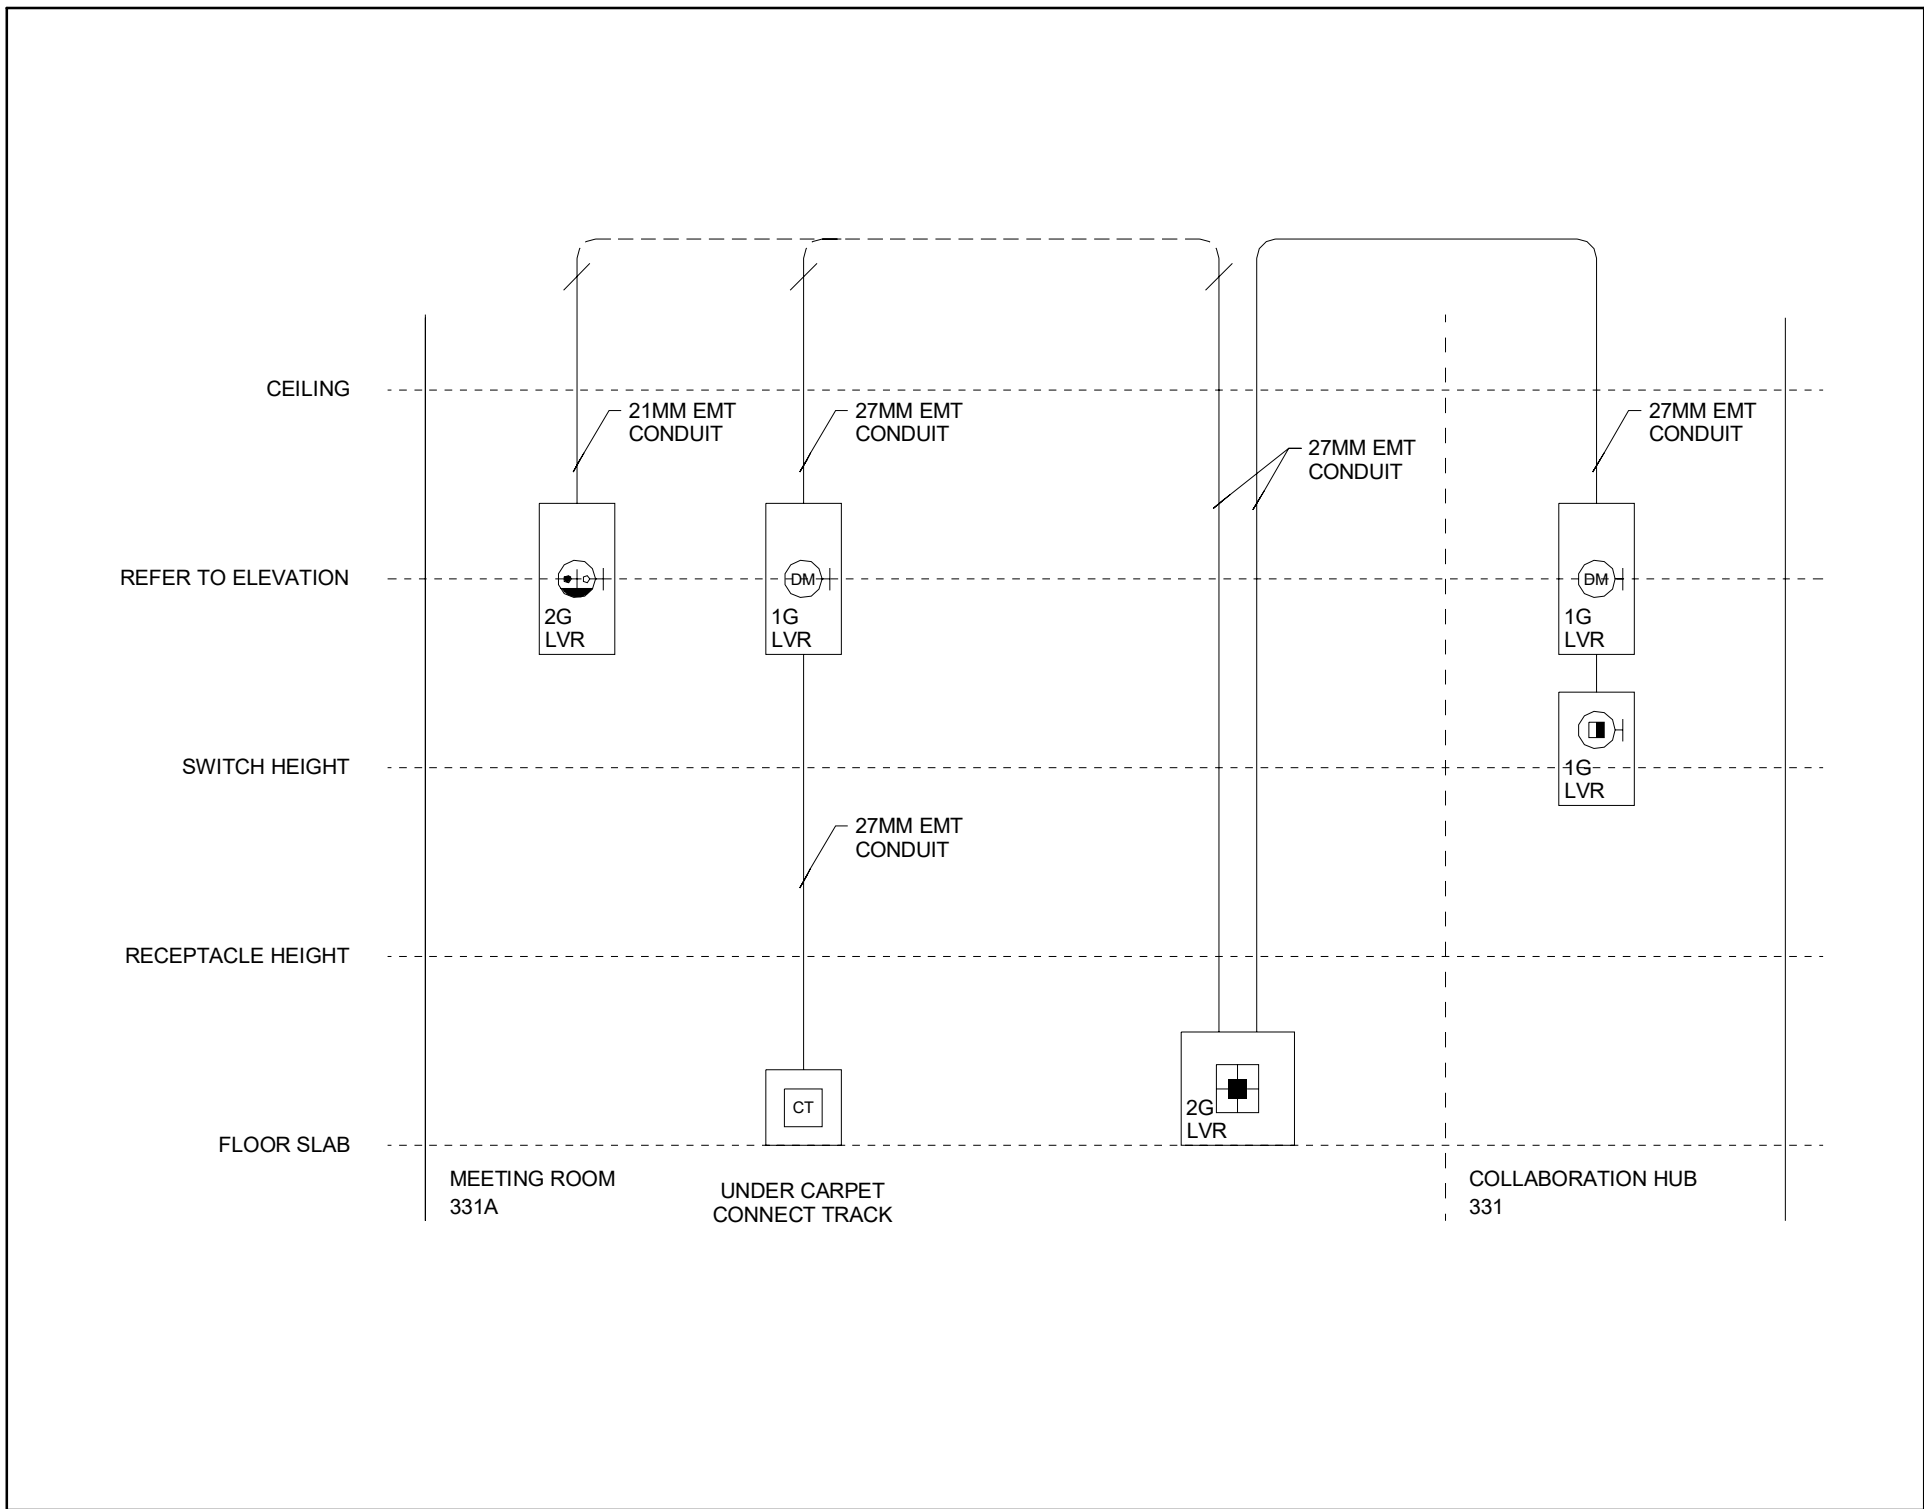 CEILING
21MM EMT
CONDUIT
27MM EMT
CONDUIT
27MM EMT
CONDUIT
27MM EMT
CONDUIT
REFER TO ELEVATION
2G
LVR
DM
1G
LVR
DM
1G
LVR
SWITCH HEIGHT
1G
LVR
27MM EMT
CONDUIT
RECEPTACLE HEIGHT
CT
2G
LVR
FLOOR SLAB
MEETING ROOM
331A
UNDER CARPET
CONNECT TRACK
COLLABORATION HUB
331